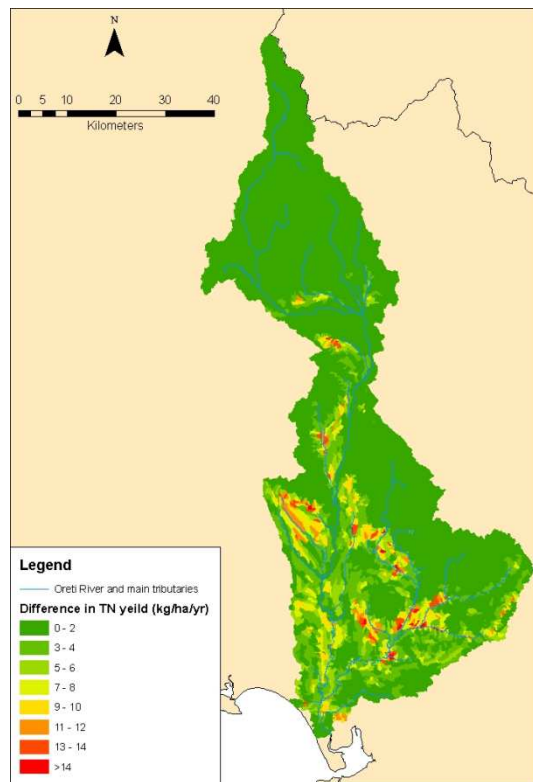 N
0 5 10 20 30 40
Kilometers
Legend
Oreti River and main tributaries
Difference in TN yeild (kg/ha/yr)
0 - 2
3 - 4
5 - 6
7 - 8
9 - 10
11 - 12
13 - 14
>14